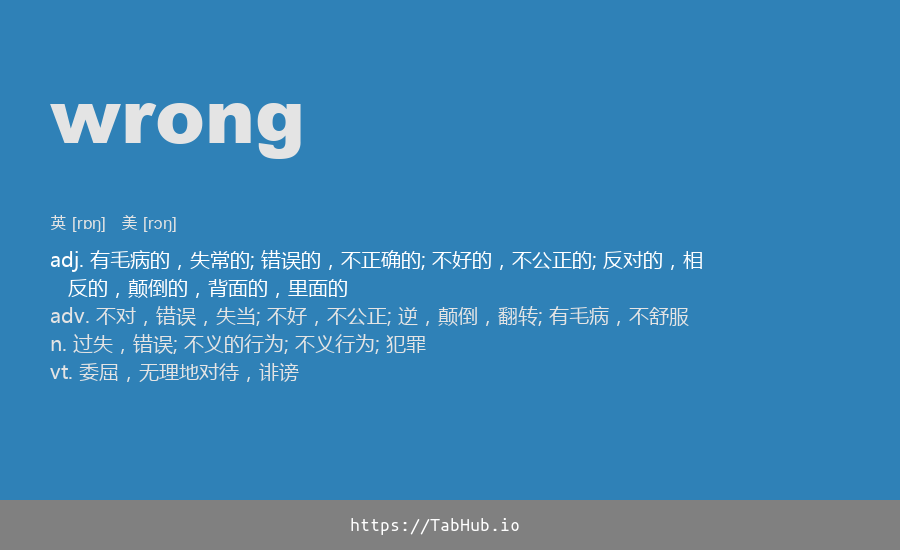 wrong
英 [rɒŋ] 美 [rɔŋ]
adj. 有毛病的，失常的; 错误的，不正确的; 不好的，不公正的; 反对的，相
反的，颠倒的，背面的，里面的
adv. 不对，错误，失当; 不好，不公正; 逆，颠倒，翻转; 有毛病，不舒服
n. 过失，错误; 不义的行为; 不义行为; 犯罪
vt. 委屈，无理地对待，诽谤
https://TabHub.io